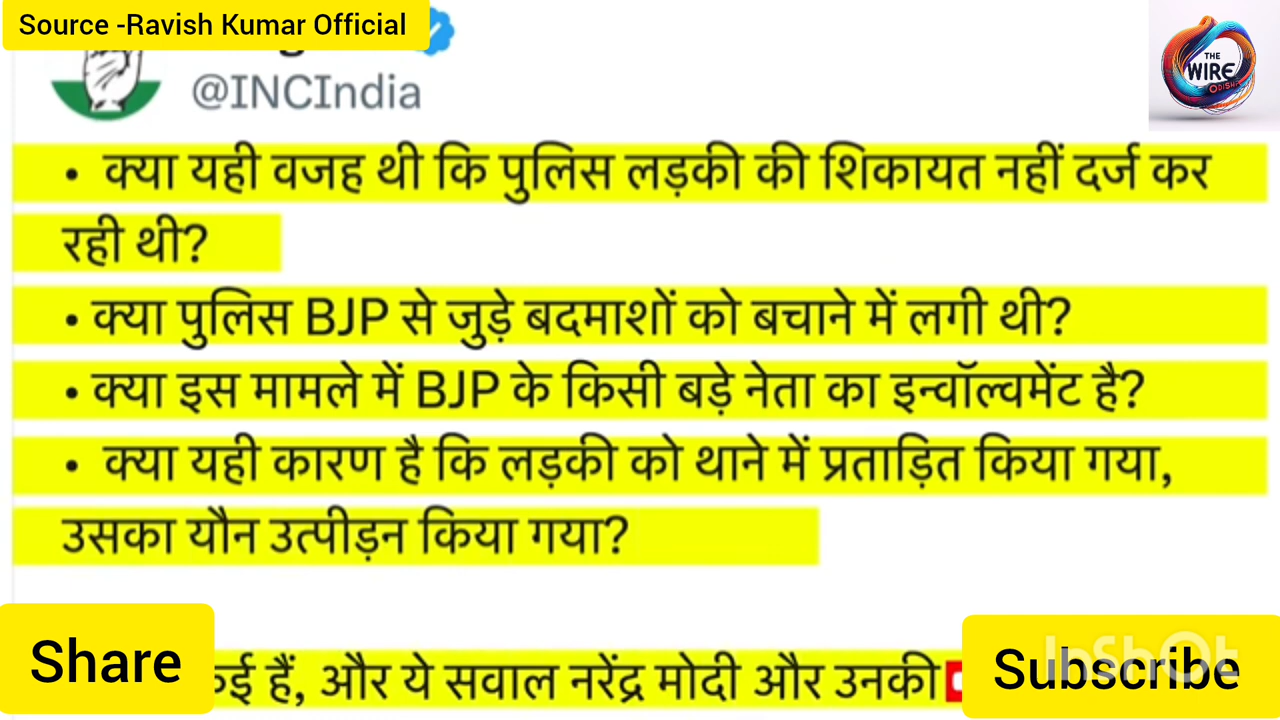 Source -Ravish Kumar Official
@INCIndia
THE
WIRE
ODISHA
• क्या यही वजह थी कि पुलिस लड़की की शिकायत नहीं दर्ज कर
रही थी?
• क्या पुलिस BJP से जुड़े बदमाशों को बचाने में लगी थी?
• क्या इस मामले में BJP के किसी बड़े नेता का इन्वॉल्वमेंट है?
• क्या यही कारण है कि लड़की को थाने में प्रताड़ित किया गया,
उसका यौन उत्पीड़न किया गया?
हैं, और ये सवाल नरेंद्र मोदी और उनकी
Share
Subscribe
InShOt